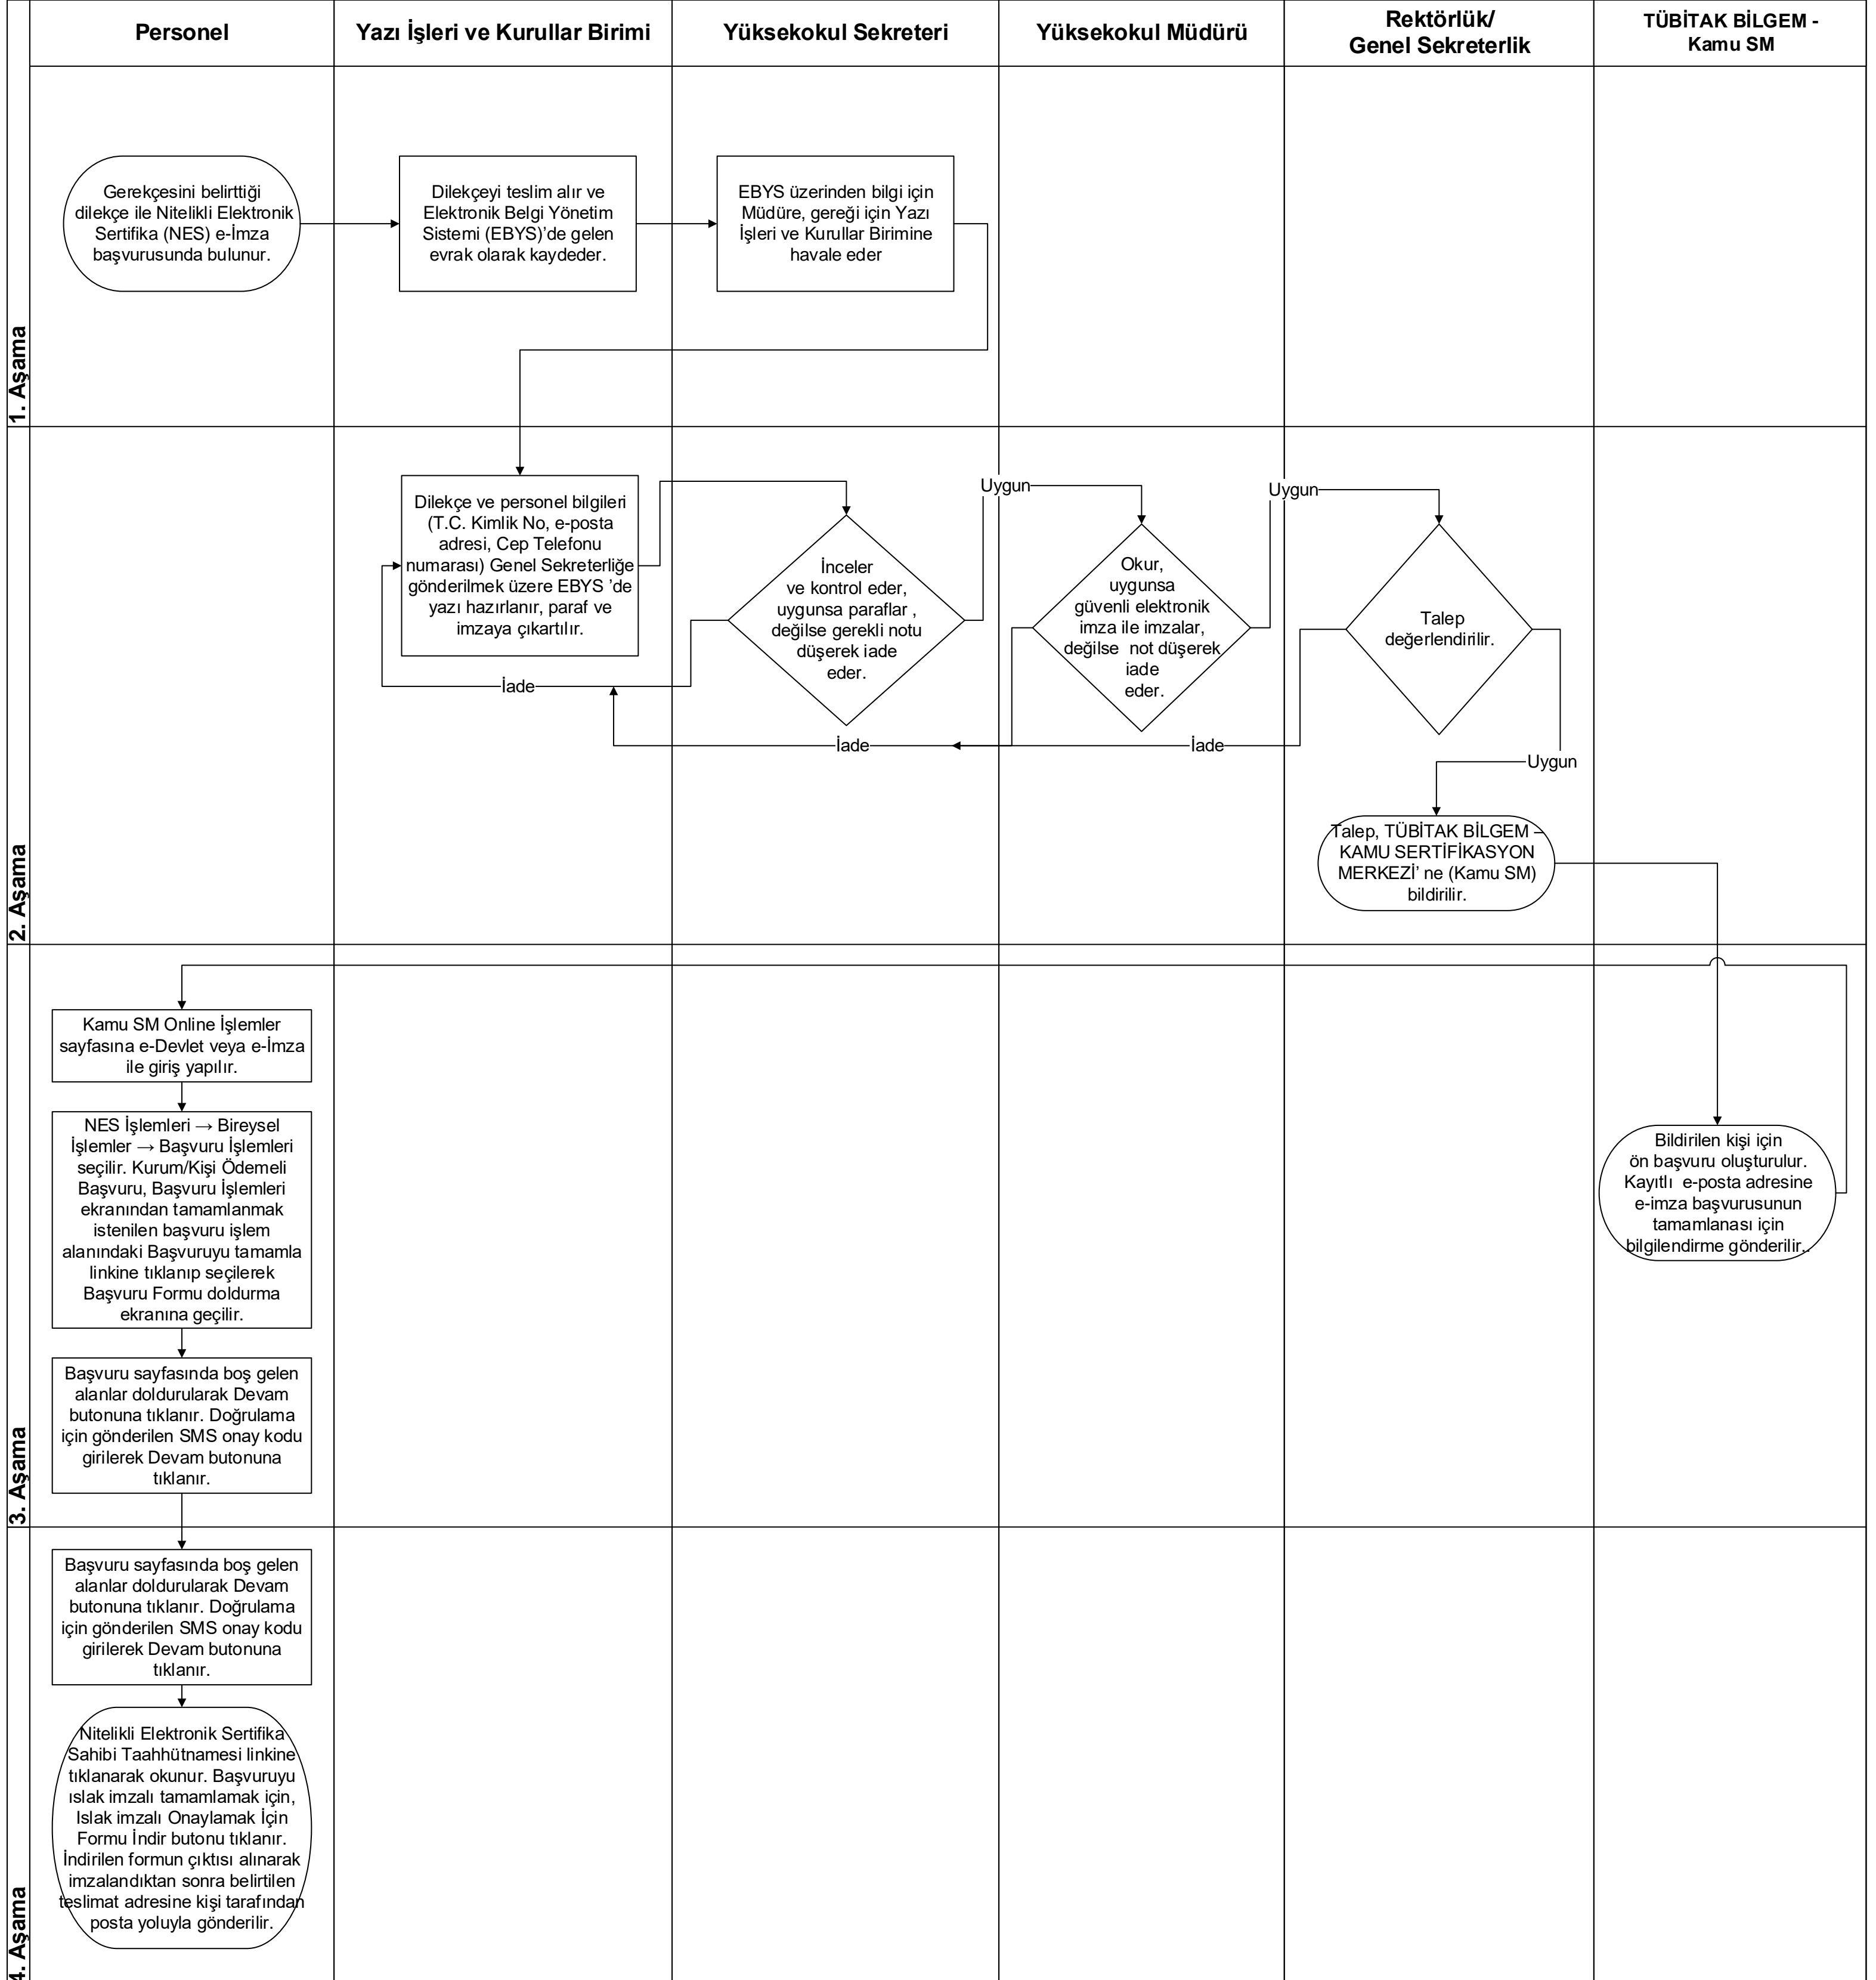 Personel
Yazı İşleri ve Kurullar Birimi
Yüksekokul Sekreteri
Yüksekokul Müdürü
Rektörlük/
Genel Sekreterlik
TÜBİTAK BİLGEM -
Kamu SM
1. Aşama
Gerekçesini belirttiği
dilekçe ile Nitelikli Elektronik
Sertifika (NES) e-İmza
başvurusunda bulunur.
Dilekçeyi teslim alır ve
Elektronik Belgi Yönetim
Sistemi (EBYS)’de gelen
evrak olarak kaydeder.
EBYS üzerinden bilgi için
Müdüre, gereği için Yazı
İşleri ve Kurullar Birimine
havale eder
2. Aşama
Dilekçe ve personel bilgileri
(T.C. Kimlik No, e-posta
adresi, Cep Telefonu
numarası) Genel Sekreterliğe
gönderilmek üzere EBYS ’de
yazı hazırlanır, paraf ve
imzaya çıkartılır.
İade
İnceler
ve kontrol eder,
uygunsa paraflar ,
değilse gerekli notu
düşerek iade
eder.
Uygun
İade
Okur,
uygunsa
güvenli elektronik
imza ile imzalar,
değilse  not düşerek
iade
eder.
Uygun
İade
Talep
değerlendirilir.
Uygun
Talep, TÜBİTAK BİLGEM –
KAMU SERTİFİKASYON
MERKEZİ’ ne (Kamu SM)
bildirilir.
3. Aşama
Kamu SM Online İşlemler
sayfasına e-Devlet veya e-İmza
ile giriş yapılır.
NES İşlemleri → Bireysel
İşlemler → Başvuru İşlemleri
seçilir. Kurum/Kişi Ödemeli
Başvuru, Başvuru İşlemleri
ekranından tamamlanmak
istenilen başvuru işlem
alanındaki Başvuruyu tamamla
linkine tıklanıp seçilerek
Başvuru Formu doldurma
ekranına geçilir.
Başvuru sayfasında boş gelen
alanlar doldurularak Devam
butonuna tıklanır. Doğrulama
için gönderilen SMS onay kodu
girilerek Devam butonuna
tıklanır.
Bildirilen kişi için
ön başvuru oluşturulur.
Kayıtlı  e-posta adresine
e-imza başvurusunun
tamamlanası için
bilgilendirme gönderilir..
4. Aşama
Başvuru sayfasında boş gelen
alanlar doldurularak Devam
butonuna tıklanır. Doğrulama
için gönderilen SMS onay kodu
girilerek Devam butonuna
tıklanır.
Nitelikli Elektronik Sertifika
Sahibi Taahhütnamesi linkine
tıklanarak okunur. Başvuruyu
ıslak imzalı tamamlamak için,
Islak imzalı Onaylamak İçin
Formu İndir butonu tıklanır.
İndirilen formun çıktısı alınarak
imzalandıktan sonra belirtilen
teslimat adresine kişi tarafından
posta yoluyla gönderilir.